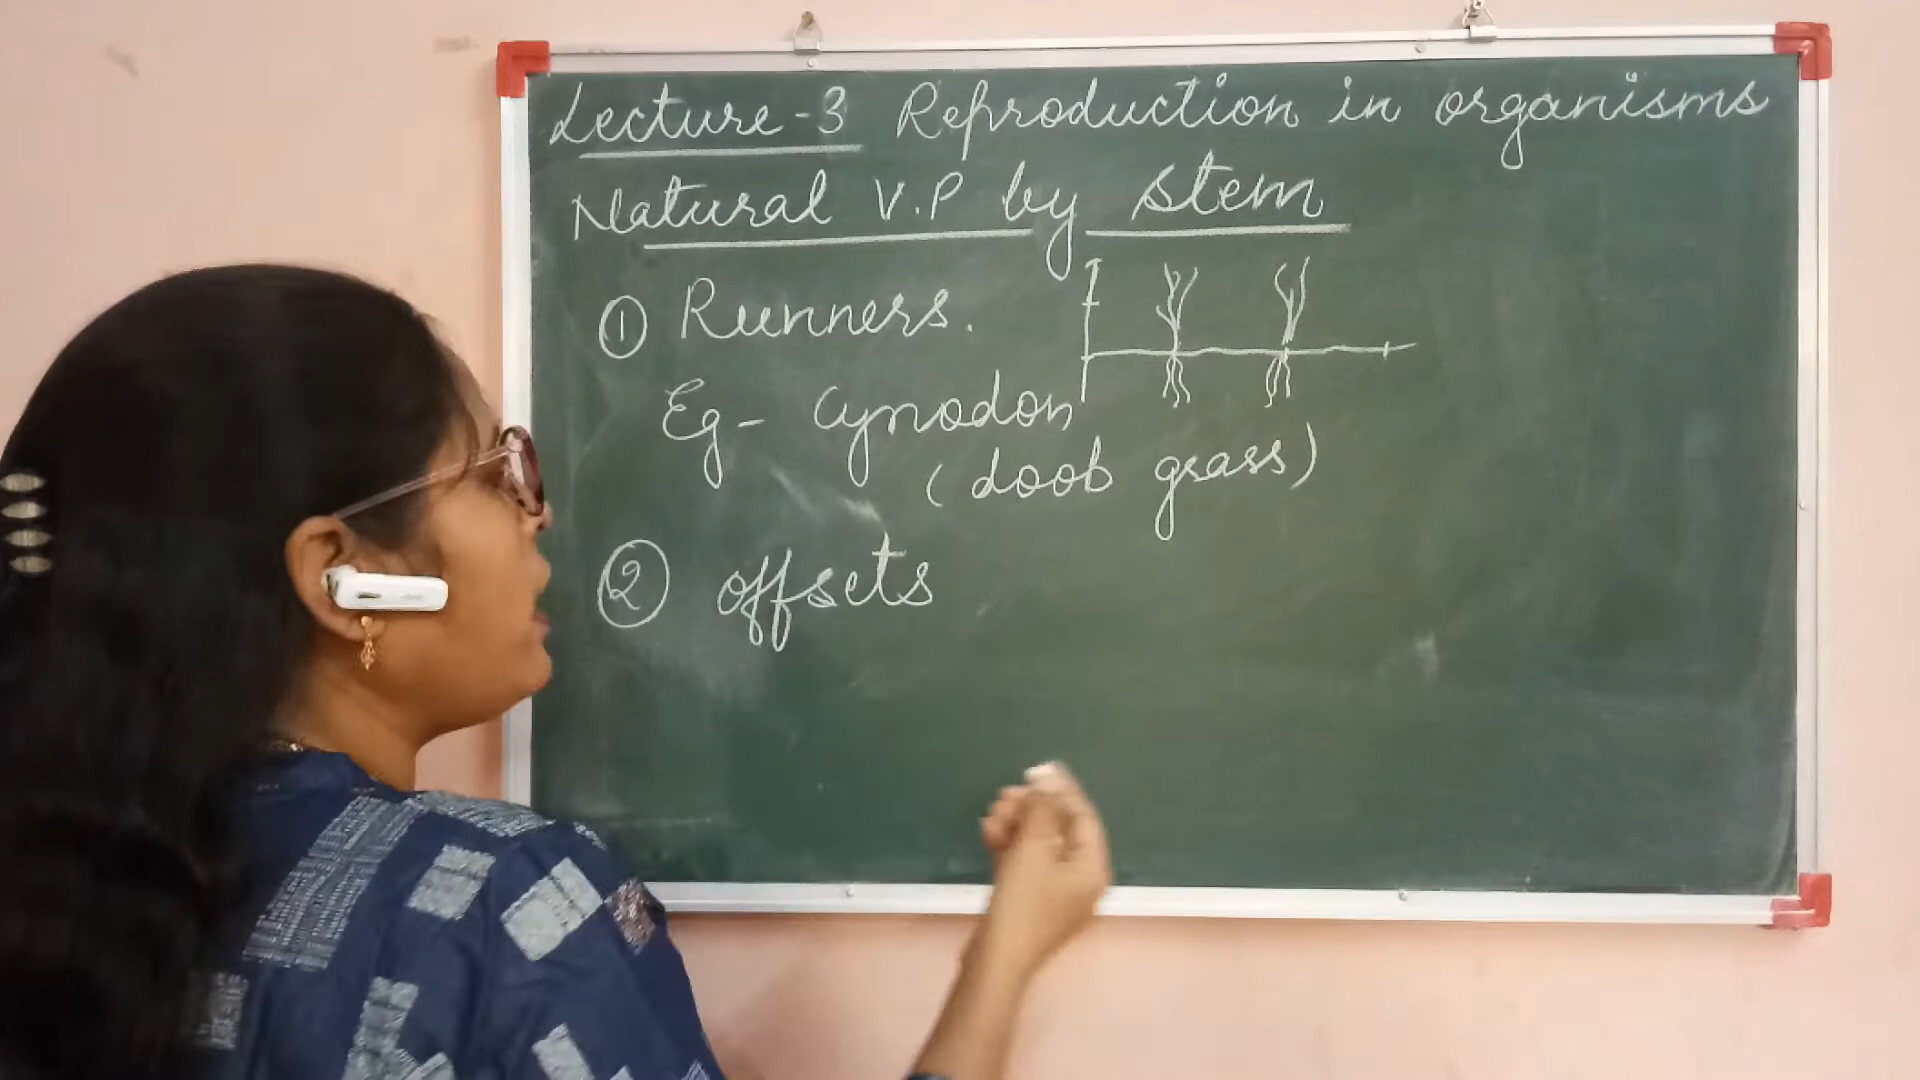 Lecture-3 Reproduction in organisms
Natural V.P by stem
① Runners.
Eg- Cynodon
(doob grass)
② offsets